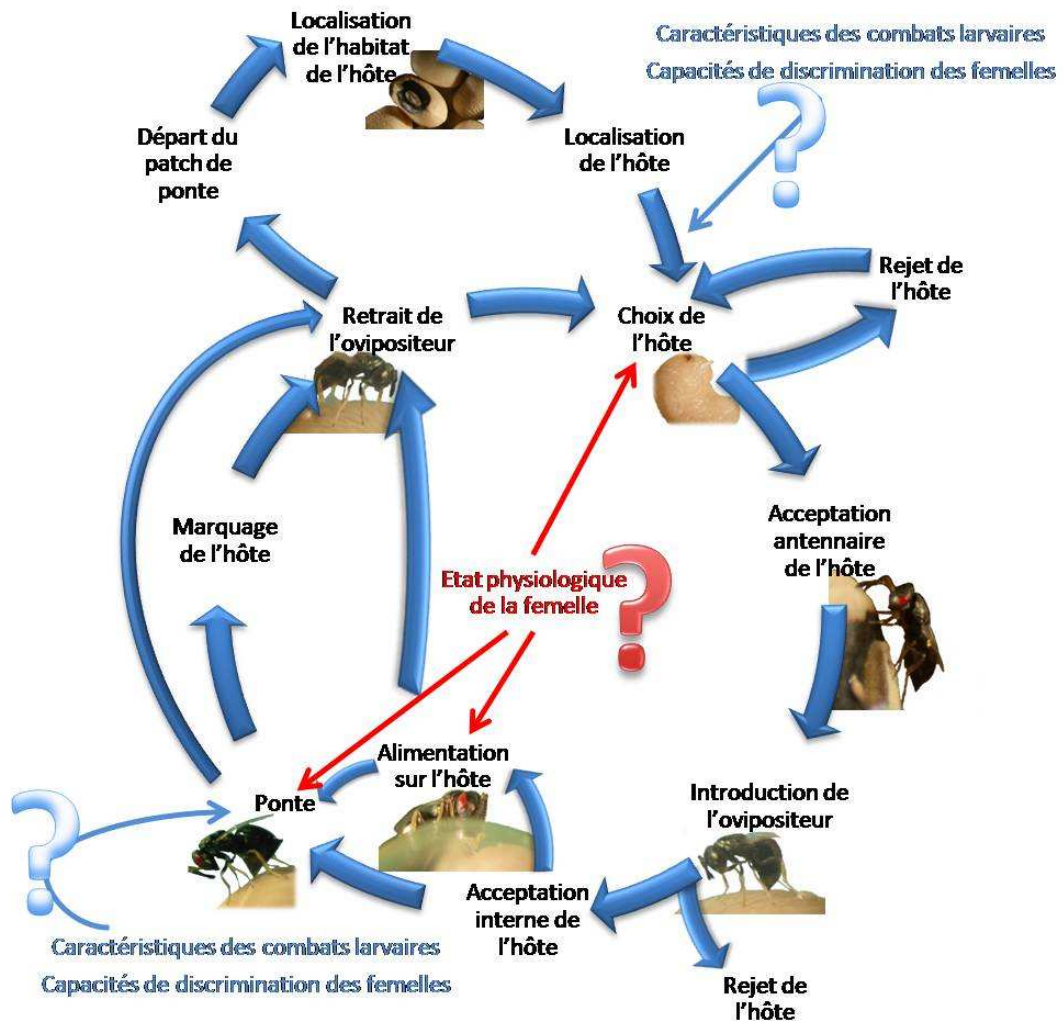 Localisation
de l'habitat
de l'hôte
Caractéristiques des combats larvaires
Capacités de discrimination des femelles
?
Départ du
patch de
ponte
Localisation
de l'hôte
Rejet de
l'hôte
Retrait de
l'ovipositeur
Choix de
l'hôte
Marquage
de l'hôte
Acceptation
antennaire
de l'hôte
Etat physiologique
de la femelle
?
Alimentation
sur l'hôte
Ponte
Introduction de
l'ovipositeur
?
Acceptation
interne de
l'hôte
Caractéristiques des combats larvaires
Capacités de discrimination des femelles
Rejet de
l'hôte